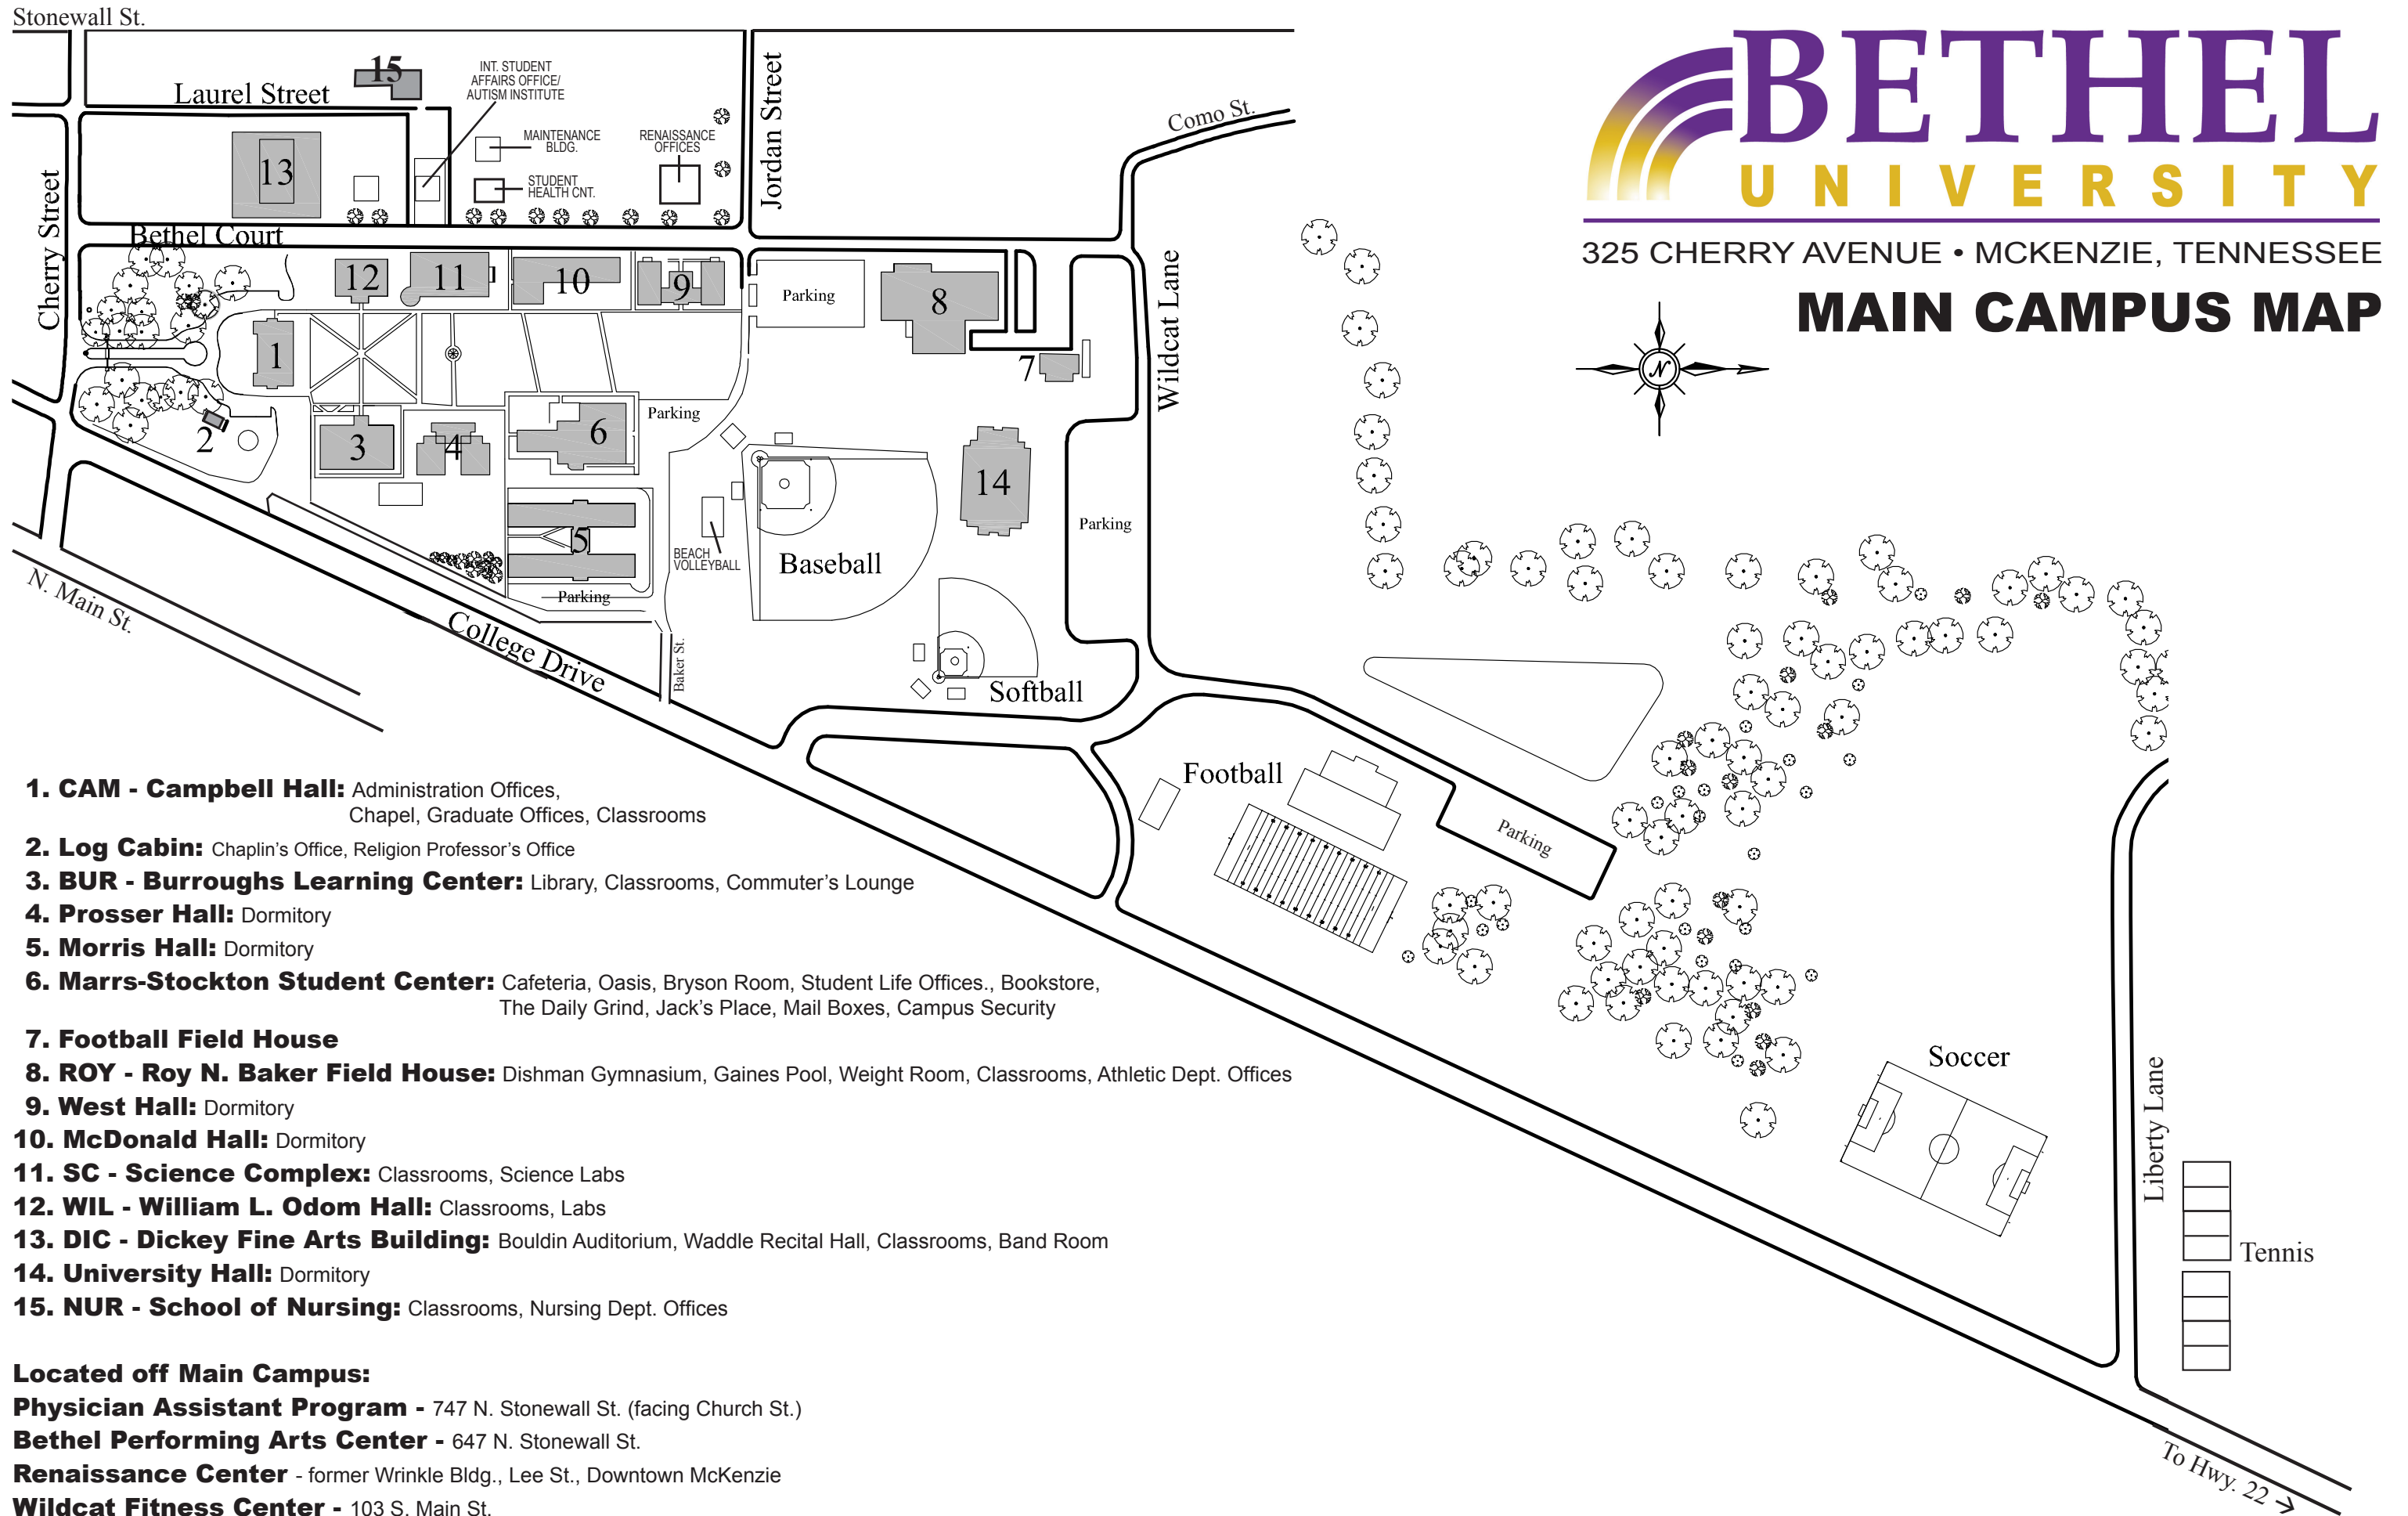 Stonewall St.
Laurel Street
15
INT. STUDENT
AFFAIRS OFFICE/
AUTISM INSTITUTE
MAINTENANCE
BLDG.
RENAISSANCE
OFFICES
STUDENT
HEALTH CNT.
13
Cherry Street
Jordan Street
Como St.
Bethel Court
BETHEL
UNIVERSITY
325 CHERRY AVENUE • MCKENZIE, TENNESSEE
MAIN CAMPUS MAP
N
12
11
10
9
Parking
8
Wildcat Lane
1
7
2
3
4
6
Parking
14
Parking
5
BEACH
VOLLEYBALL
Baseball
Parking
N. Main St.
College Drive
Baker St.
Softball
Football
Parking
Soccer
Liberty Lane
Tennis
To Hwy. 22 →
1. CAM - Campbell Hall: Administration Offices,
Chapel, Graduate Offices, Classrooms
2. Log Cabin: Chaplin's Office, Religion Professor's Office
3. BUR - Burroughs Learning Center: Library, Classrooms, Commuter's Lounge
4. Prosser Hall: Dormitory
5. Morris Hall: Dormitory
6. Marrs-Stockton Student Center: Cafeteria, Oasis, Bryson Room, Student Life Offices., Bookstore,
The Daily Grind, Jack's Place, Mail Boxes, Campus Security
7. Football Field House
8. ROY - Roy N. Baker Field House: Dishman Gymnasium, Gaines Pool, Weight Room, Classrooms, Athletic Dept. Offices
9. West Hall: Dormitory
10. McDonald Hall: Dormitory
11. SC - Science Complex: Classrooms, Science Labs
12. WIL - William L. Odom Hall: Classrooms, Labs
13. DIC - Dickey Fine Arts Building: Bouldin Auditorium, Waddle Recital Hall, Classrooms, Band Room
14. University Hall: Dormitory
15. NUR - School of Nursing: Classrooms, Nursing Dept. Offices
Located off Main Campus:
Physician Assistant Program - 747 N. Stonewall St. (facing Church St.)
Bethel Performing Arts Center - 647 N. Stonewall St.
Renaissance Center - former Wrinkle Bldg., Lee St., Downtown McKenzie
Wildcat Fitness Center - 103 S. Main St.